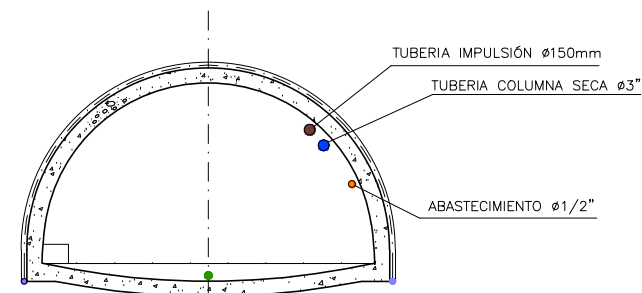 TUBERIA IMPULSIÓN ø150mm
TUBERIA COLUMNA SECA ø3"
ABASTECIMIENTO ø1/2"